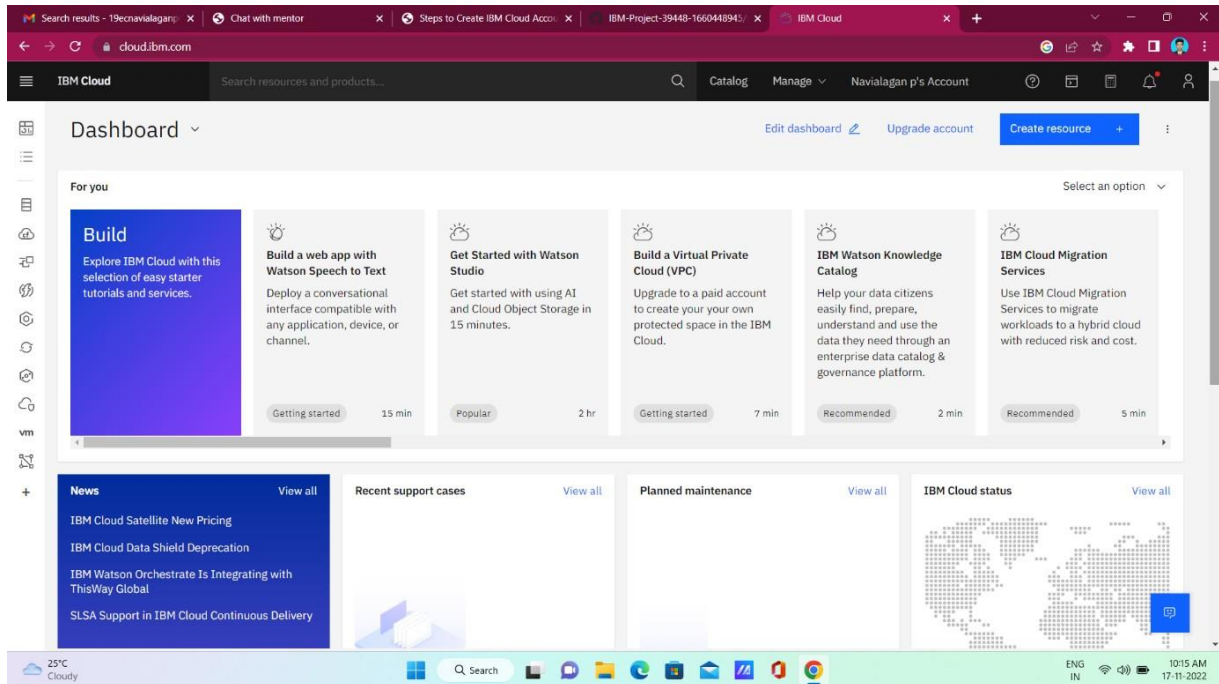 Search results - 19ecnavialaganp
Chat with mentor
Steps to Create IBM Cloud Accou
IBM-Project-39448-1660448945/
IBM Cloud
cloud.ibm.com
IBM Cloud
Search resources and products...
Catalog
Manage
Navialagan p's Account
Dashboard
Edit dashboard
Upgrade account
Create resource +
For you
Select an option
Build
Explore IBM Cloud with this
selection of easy starter
tutorials and services.
Build a web app with
Watson Speech to Text
Deploy a conversational
interface compatible with
any application, device, or
channel.
Getting started 15 min
Get Started with Watson
Studio
Get started with using AI
and Cloud Object Storage in
15 minutes.
Popular 2 hr
Build a Virtual Private
Cloud (VPC)
Upgrade to a paid account
to create your your own
protected space in the IBM
Cloud.
Getting started 7 min
IBM Watson Knowledge
Catalog
Help your data citizens
easily find, prepare,
understand and use the
data they need through an
enterprise data catalog &
governance platform.
Recommended 2 min
IBM Cloud Migration
Services
Use IBM Cloud Migration
Services to migrate
workloads to a hybrid cloud
with reduced risk and cost.
Recommended 5 min
vm
News View all
IBM Cloud Satellite New Pricing
IBM Cloud Data Shield Deprecation
IBM Watson Orchestrate Is Integrating with
ThisWay Global
SLSA Support in IBM Cloud Continuous Delivery
Recent support cases View all
Planned maintenance View all
IBM Cloud status View all
25°C
Cloudy
Search
ENG
IN
10:15 AM
17-11-2022